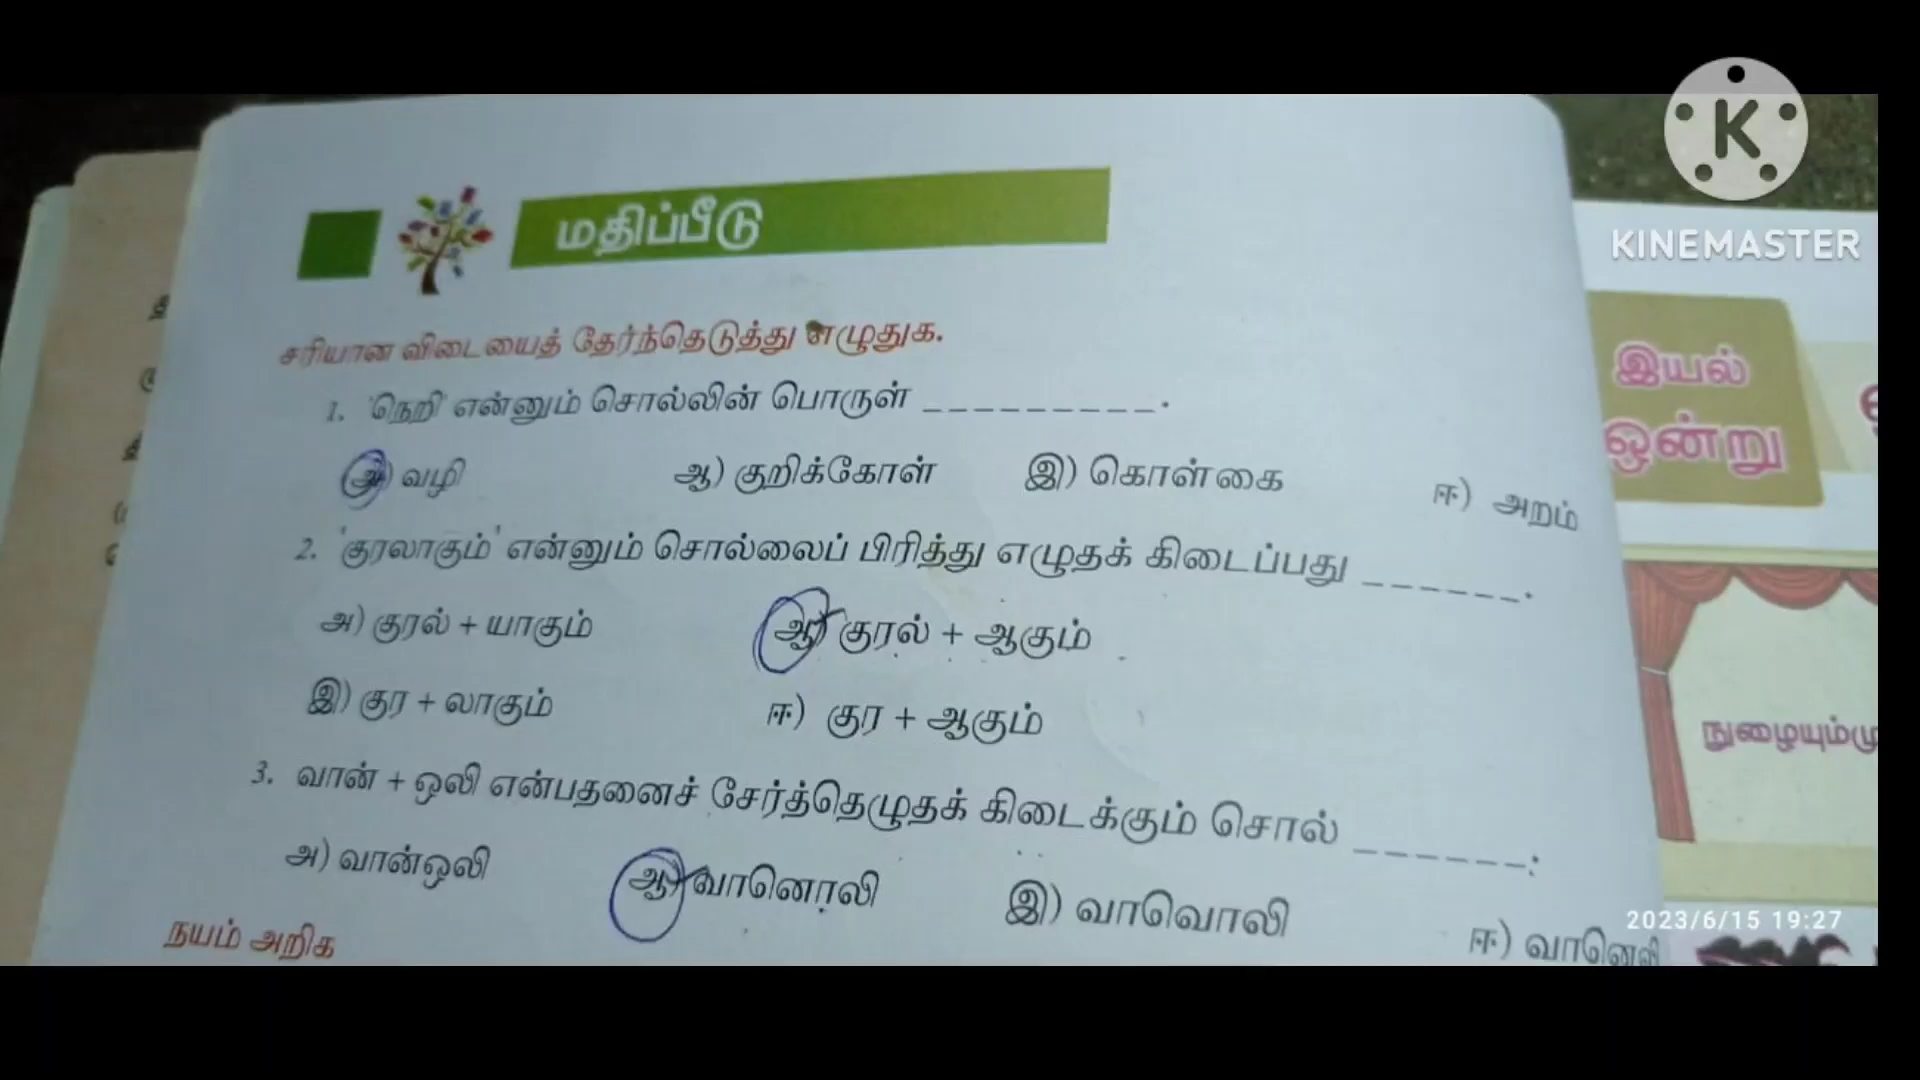 K
KINEMASTER
மதிப்பீடு
சரியான விடையைத் தேர்ந்தெடுத்து எழுதுக.
1. 'நெறி' என்னும் சொல்லின் பொருள் _________.
அ) வழி ஆ) குறிக்கோள் இ) கொள்கை ஈ) அறம்
2. 'குரலாகும்' என்னும் சொல்லைப் பிரித்து எழுதக் கிடைப்பது ______.
அ) குரல் + யாகும் ஆ) குரல் + ஆகும்
இ) குர + லாகும் ஈ) குர + ஆகும்
3. வான் + ஒலி என்பதனைச் சேர்த்தெழுதக் கிடைக்கும் சொல் ______.
அ) வான்ஒலி ஆ) வானொலி இ) வாவொலி ஈ) வானெலி
நயம் அறிக
இயல்
ஒன்று
நுழையும்மு
2023/6/15 19:27